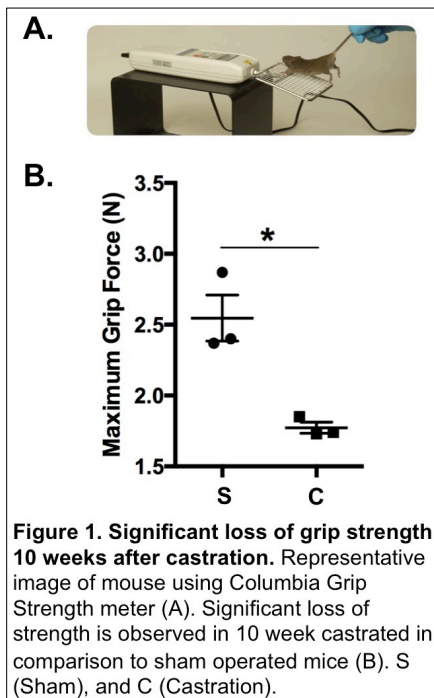 A.
B.
Maximum Grip Force (N)
3.5
3.0
2.5
2.0
1.5
*
S
C
Figure 1. Significant loss of grip strength
10 weeks after castration. Representative
image of mouse using Columbia Grip
Strength meter (A). Significant loss of
strength is observed in 10 week castrated in
comparison to sham operated mice (B). S
(Sham), and C (Castration).